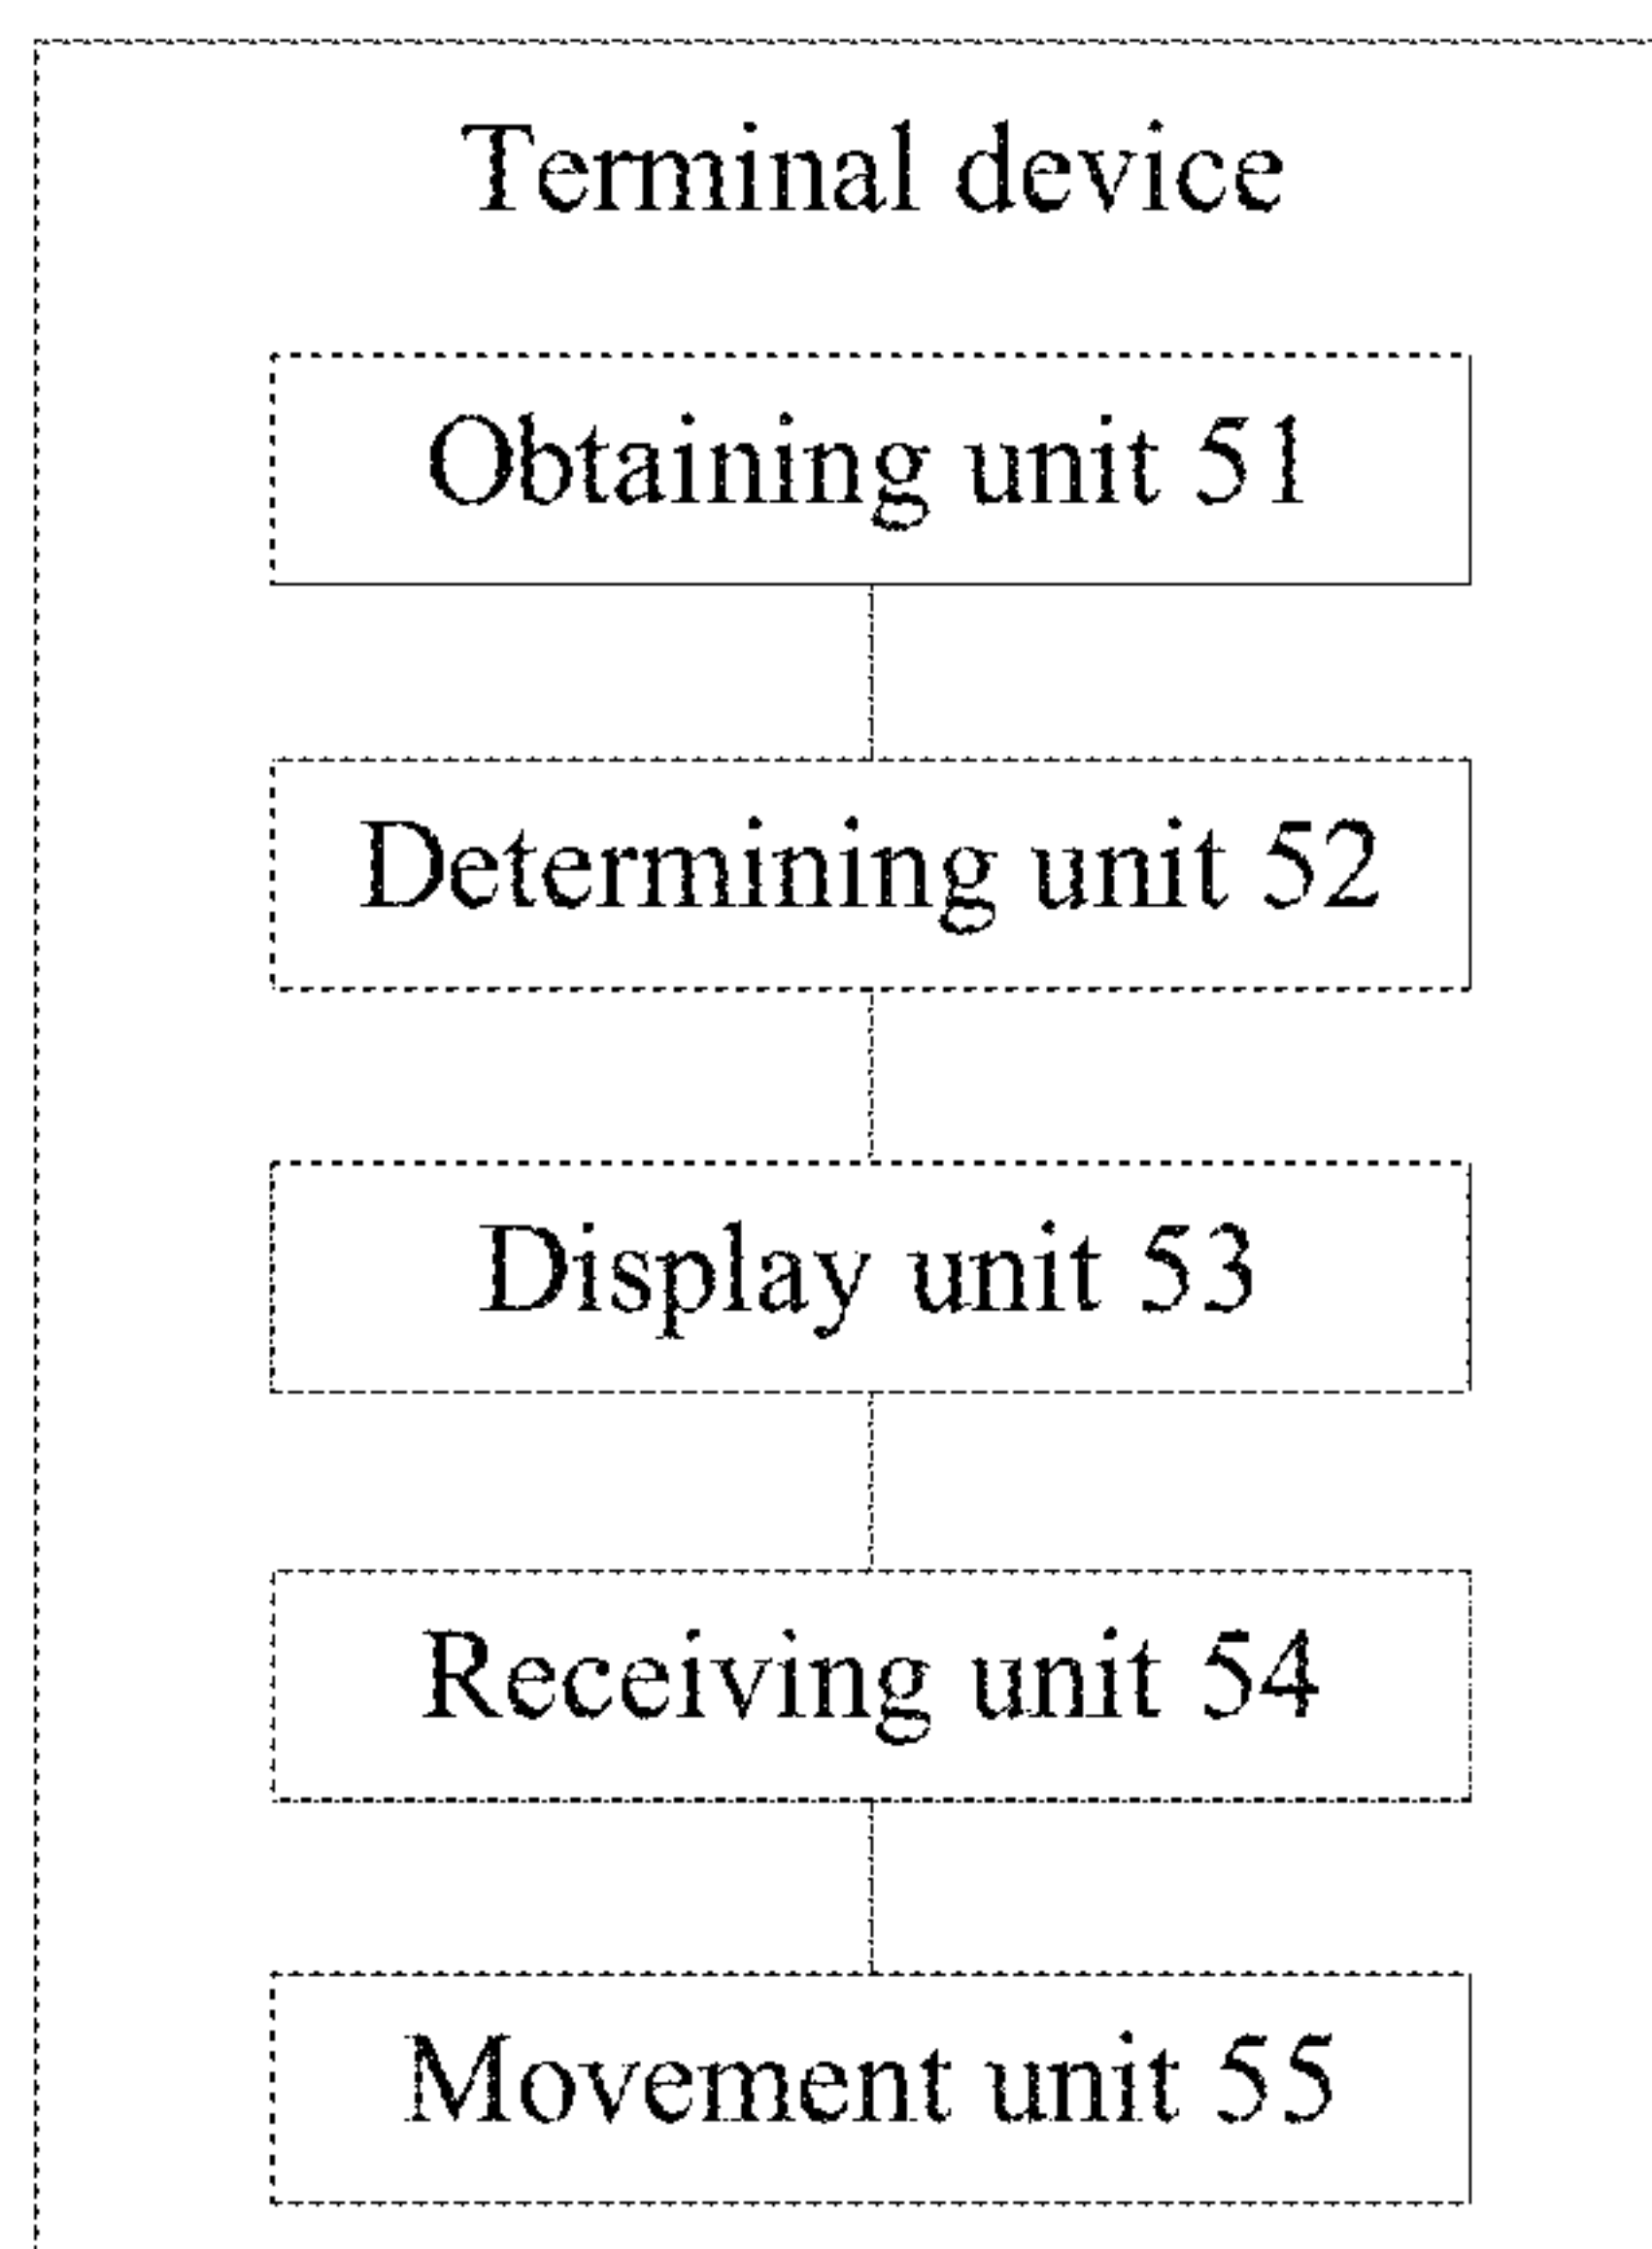 Terminal device
Obtaining unit 51
Determining unit 52
Display unit 53
Receiving unit 54
Movement unit 55